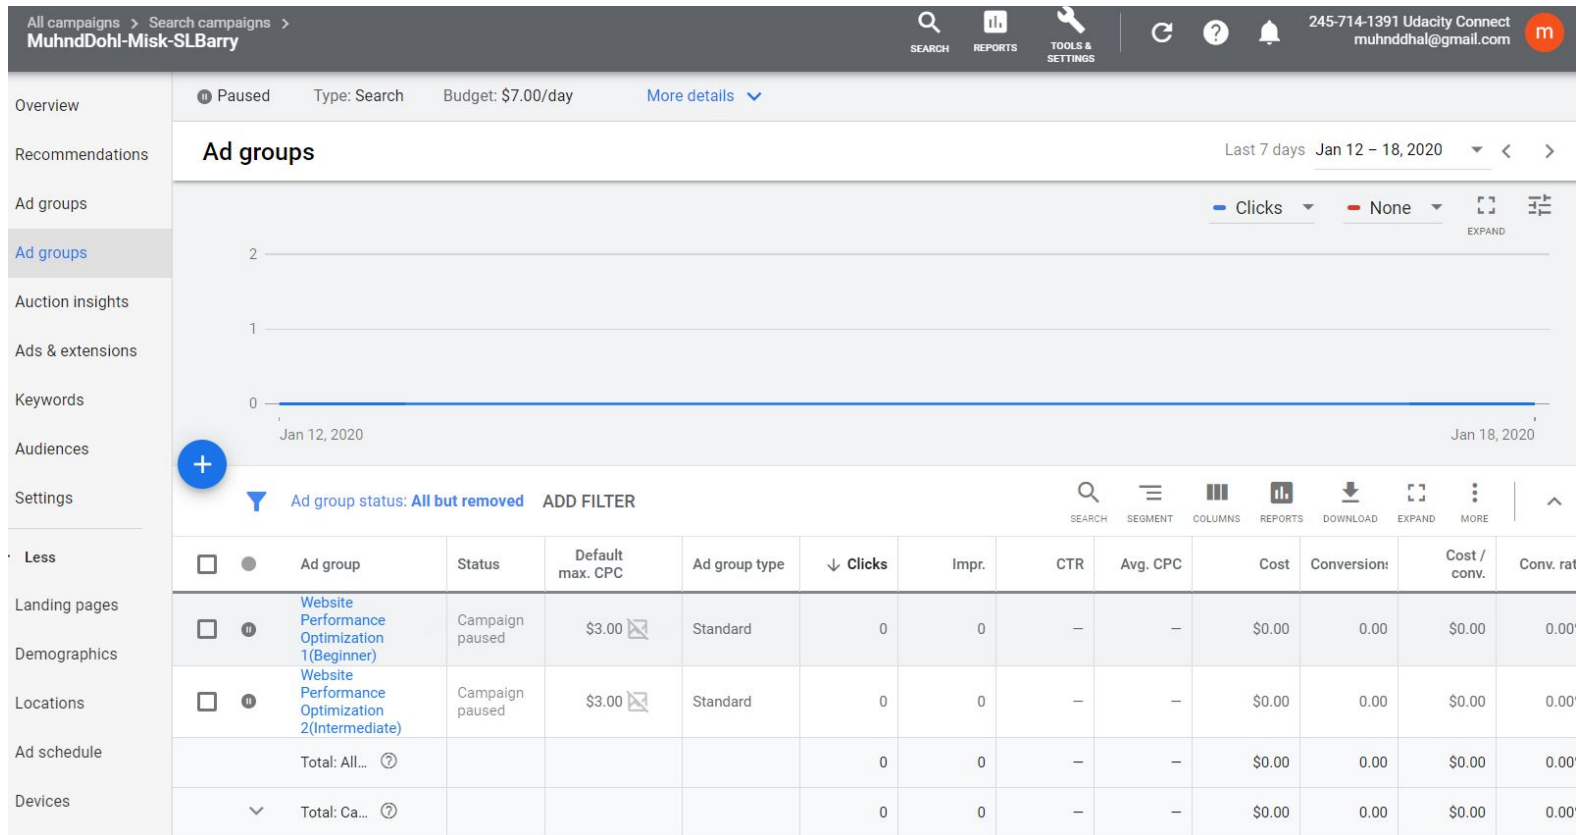 All campaigns > Search campaigns >
MuhndDohl-Misk-SLBarry
SEARCH
REPORTS
TOOLS &
SETTINGS
245-714-1391 Udacity Connect
muhnddhal@gmail.com
m
Overview
Recommendations
Ad groups
Ad groups
Auction insights
Ads & extensions
Keywords
Audiences
Settings
Less
Landing pages
Demographics
Locations
Ad schedule
Devices
Paused Type: Search Budget: $7.00/day More details
Ad groups
Last 7 days Jan 12 – 18, 2020
Clicks None
EXPAND
2
1
0
Jan 12, 2020 Jan 18, 2020
Ad group status: All but removed ADD FILTER
SEARCH SEGMENT COLUMNS REPORTS DOWNLOAD EXPAND MORE
Ad group Status Default max. CPC Ad group type Clicks Impr. CTR Avg. CPC Cost Conversions Cost / conv. Conv. rat
Website
Performance
Optimization
1(Beginner)
Campaign
paused
$3.00 Standard 0 0 – – $0.00 0.00 $0.00 0.00
Website
Performance
Optimization
2(Intermediate)
Campaign
paused
$3.00 Standard 0 0 – – $0.00 0.00 $0.00 0.00
Total: All... 0 0 – – $0.00 0.00 $0.00 0.00
Total: Ca... 0 0 – – $0.00 0.00 $0.00 0.00